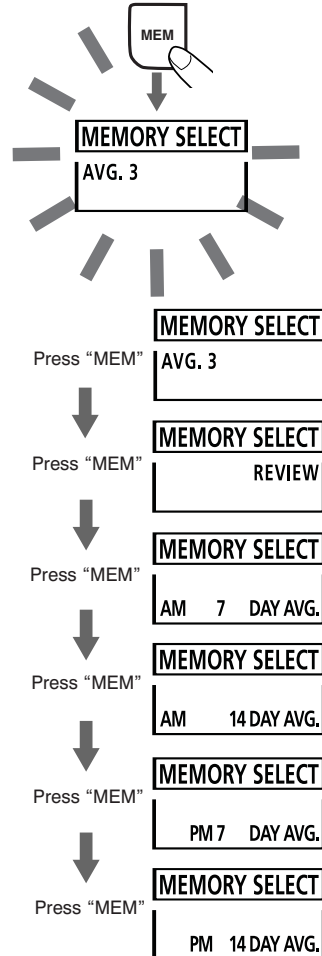 MEM
MEMORY SELECT
AVG. 3
MEMORY SELECT
Press “MEM” AVG. 3
MEMORY SELECT
Press “MEM” REVIEW
MEMORY SELECT
Press “MEM”
AM 7 DAY AVG.
MEMORY SELECT
Press “MEM”
AM 14 DAY AVG.
MEMORY SELECT
Press “MEM”
PM 7 DAY AVG.
MEMORY SELECT
Press “MEM”
PM 14 DAY AVG.